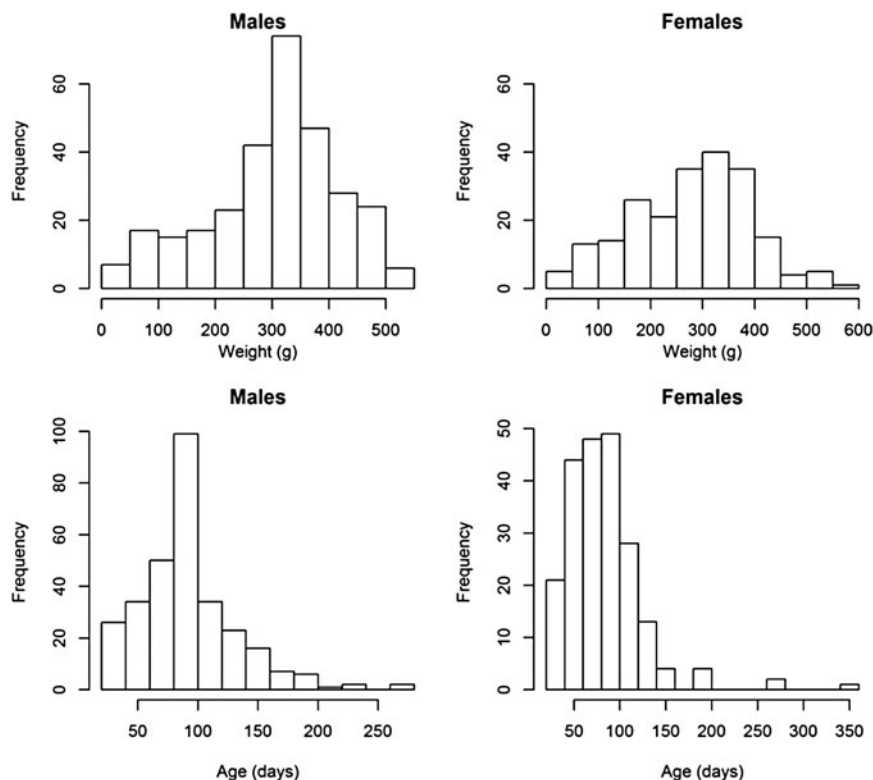 Males
Frequency
60
40
20
0
0 100 200 300 400 500
Weight (g)
Females
Frequency
60
40
20
0
0 100 200 300 400 500 600
Weight (g)
Males
Frequency
100
80
60
40
20
0
50 100 150 200 250
Age (days)
Females
Frequency
50
40
30
20
10
0
50 100 150 200 250 300 350
Age (days)